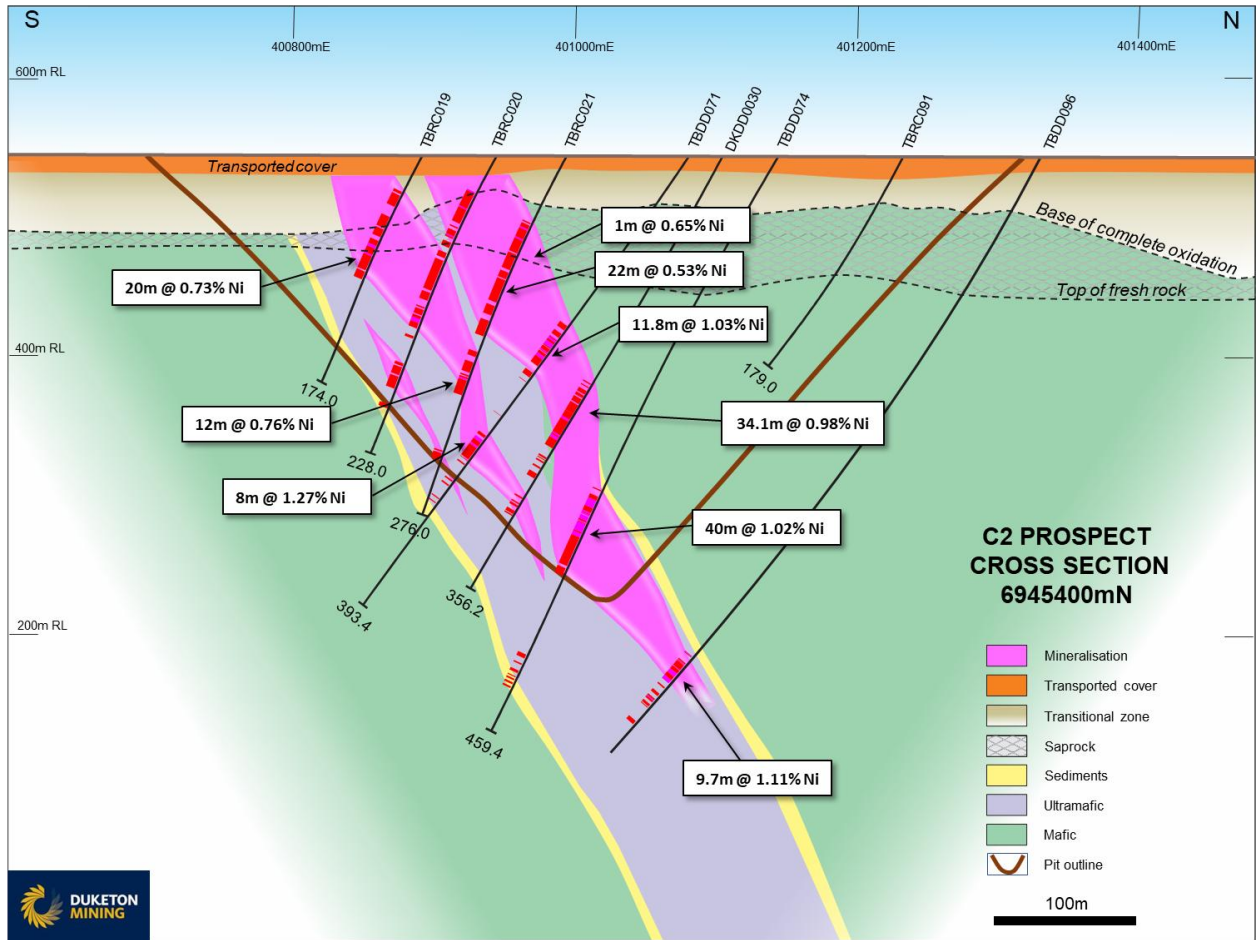 S
N
400800mE
401000mE
401200mE
401400mE
600m RL
TBRC019
TBRC020
TBRC021
TBDD071
DKDD0030
TBDD074
TBRC091
TBDD096
Transported cover
Base of complete oxidation
Top of fresh rock
1m @ 0.65% Ni
22m @ 0.53% Ni
20m @ 0.73% Ni
11.8m @ 1.03% Ni
400m RL
174.0
179.0
12m @ 0.76% Ni
34.1m @ 0.98% Ni
228.0
8m @ 1.27% Ni
276.0
40m @ 1.02% Ni
393.4
356.2
200m RL
459.4
9.7m @ 1.11% Ni
C2 PROSPECT
CROSS SECTION
6945400mN
Mineralisation
Transported cover
Transitional zone
Saprock
Sediments
Ultramafic
Mafic
Pit outline
100m
DUKETON
MINING